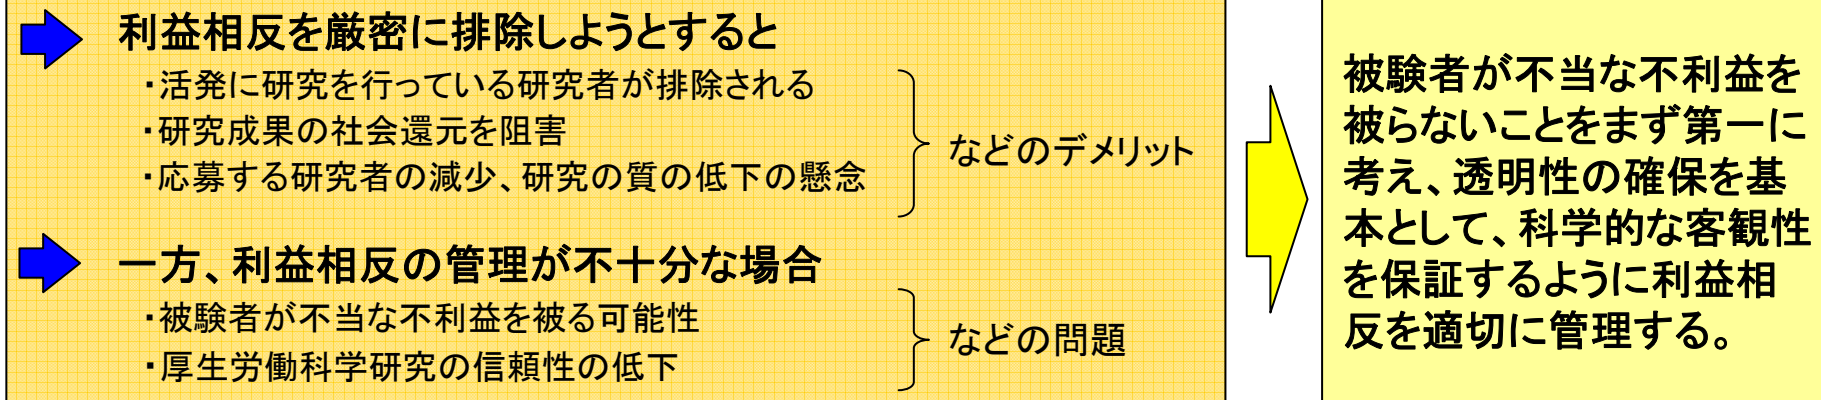 利益相反を厳密に排除しようとすると
・活発に研究を行っている研究者が排除される
・研究成果の社会還元を阻害
・応募する研究者の減少、研究の質の低下の懸念
などのデメリット
一方、利益相反の管理が不十分な場合
・被験者が不当な不利益を被る可能性
・厚生労働科学研究の信頼性の低下
などの問題
被験者が不当な不利益を
被らないことをまず第一に
考え、透明性の確保を基
本として、科学的な客観性
を保証するように利益相
反を適切に管理する。